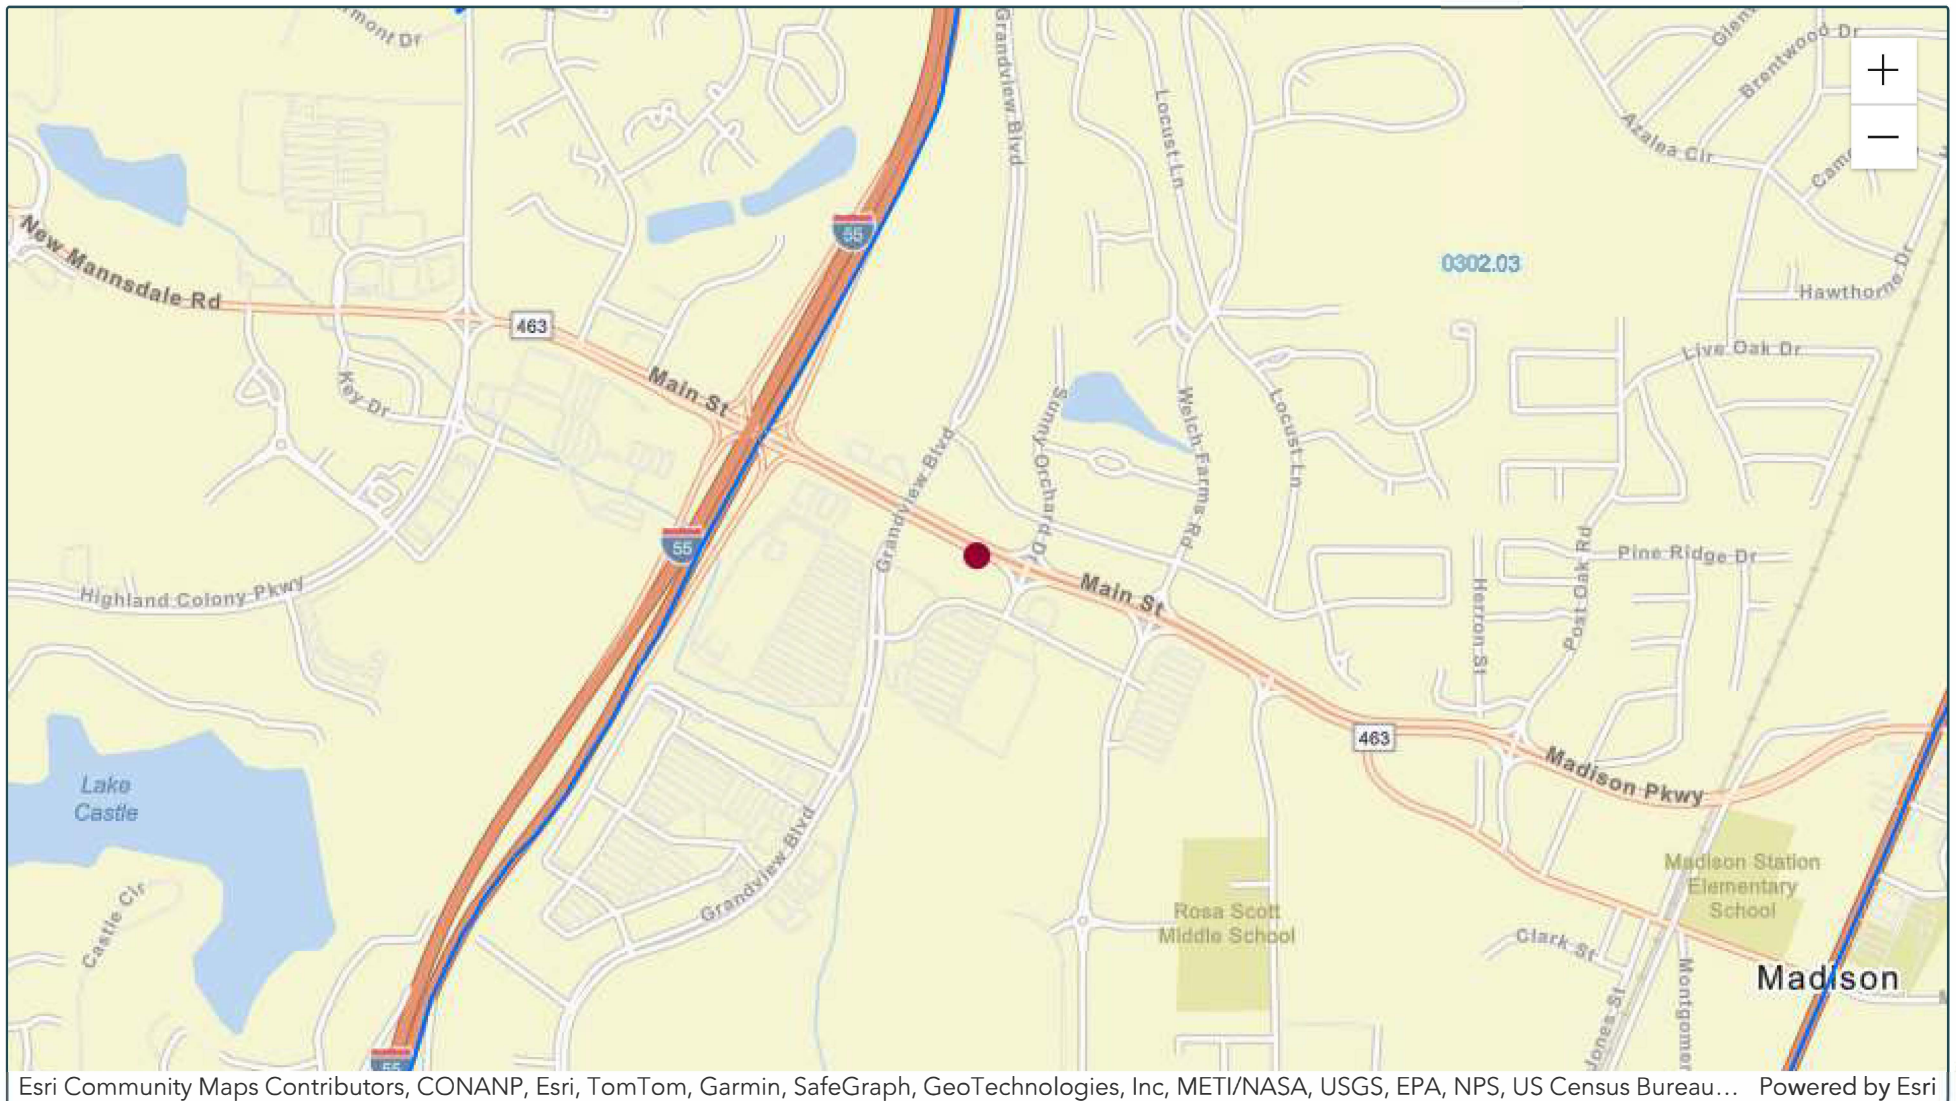 rmont Dr
Grandview Blvd
Locust Ln
Glenv
Brentwood Dr
+
−
Azalea Cir
Came
New Mannsdale Rd
55
0302.03
Hawthorne Dr
463
Live Oak Dr
Main St
Key Dr
Sunny Orchard Dr
Welch Farms Rd
Locust Ln
Grandview Blvd
55
Post Oak Rd
Pine Ridge Dr
Highland Colony Pkwy
Main St
Herron St
463
Madison Pkwy
Lake
Castle
Grandview Blvd
Madison Station
Elementary
School
Castle Cir
Rosa Scott
Middle School
Clark St
Madison
Jones St
Montgomer
55
Esri Community Maps Contributors, CONANP, Esri, TomTom, Garmin, SafeGraph, GeoTechnologies, Inc, METI/NASA, USGS, EPA, NPS, US Census Bureau… Powered by Esri